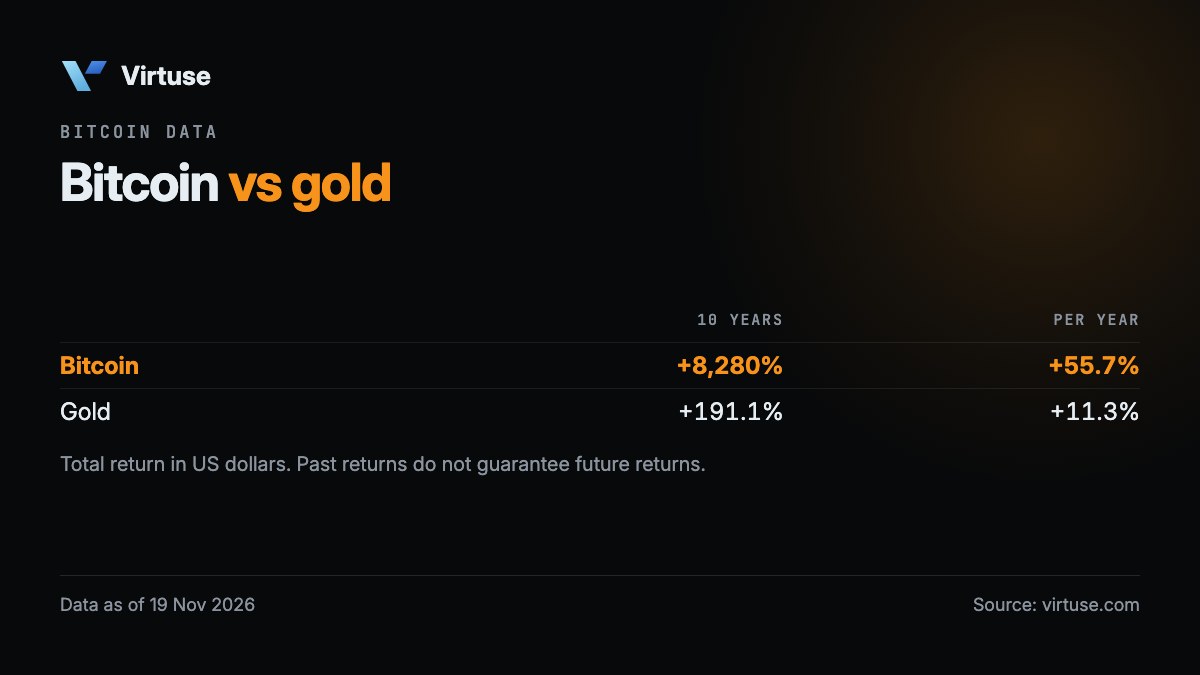 Virtuse
BITCOIN DATA
Bitcoin vs gold
10 YEARS PER YEAR
Bitcoin +8,280% +55.7%
Gold +191.1% +11.3%
Total return in US dollars. Past returns do not guarantee future returns.
Data as of 19 Nov 2026 Source: virtuse.com